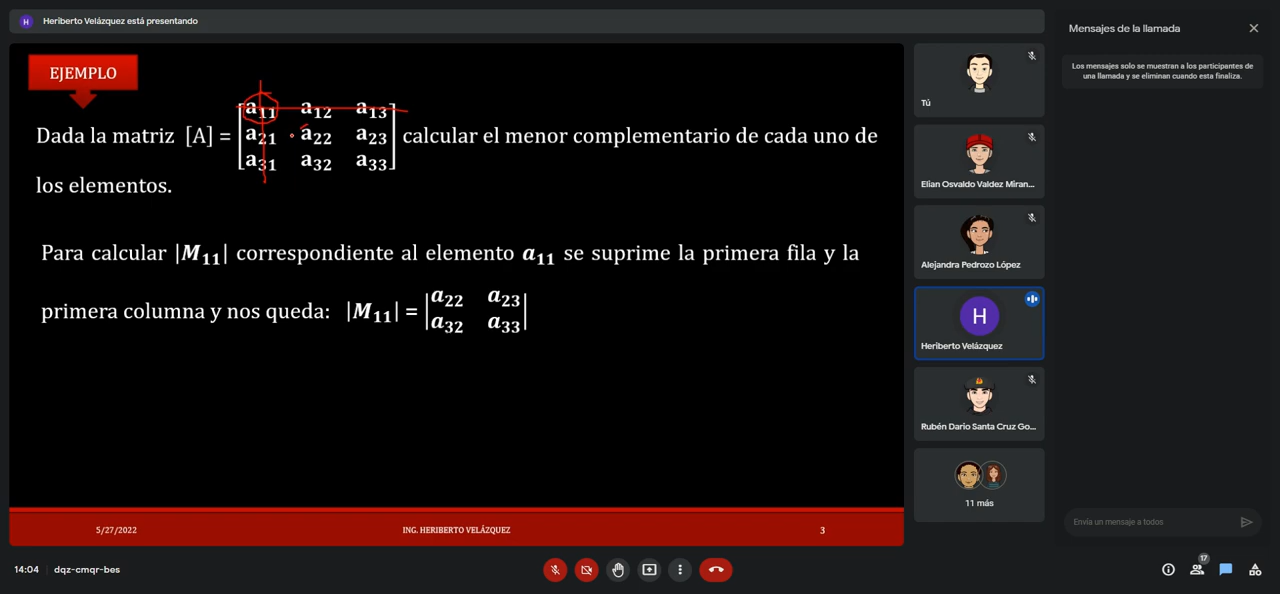 H Heriberto Velázquez está presentando
EJEMPLO
a₁₁ a₁₂ a₁₃
Dada la matriz [A] = a₂₁ a₂₂ a₂₃ calcular el menor complementario de cada uno de
a₃₁ a₃₂ a₃₃
los elementos.
Para calcular |M₁₁| correspondiente al elemento a₁₁ se suprime la primera fila y la
primera columna y nos queda: |M₁₁| = |a₂₂ a₂₃|
|a₃₂ a₃₃|
5/27/2022 ING. HERIBERTO VELÁZQUEZ 3
Tú
Elian Osvaldo Valdez Miran...
Alejandra Pedrozo López
H
Heriberto Velázquez
Rubén Dario Santa Cruz Go...
11 más
Mensajes de la llamada
Los mensajes solo se muestran a los participantes de
una llamada y se eliminan cuando esta finaliza.
Envía un mensaje a todos
14:04 | dqz-cmqr-bes
17